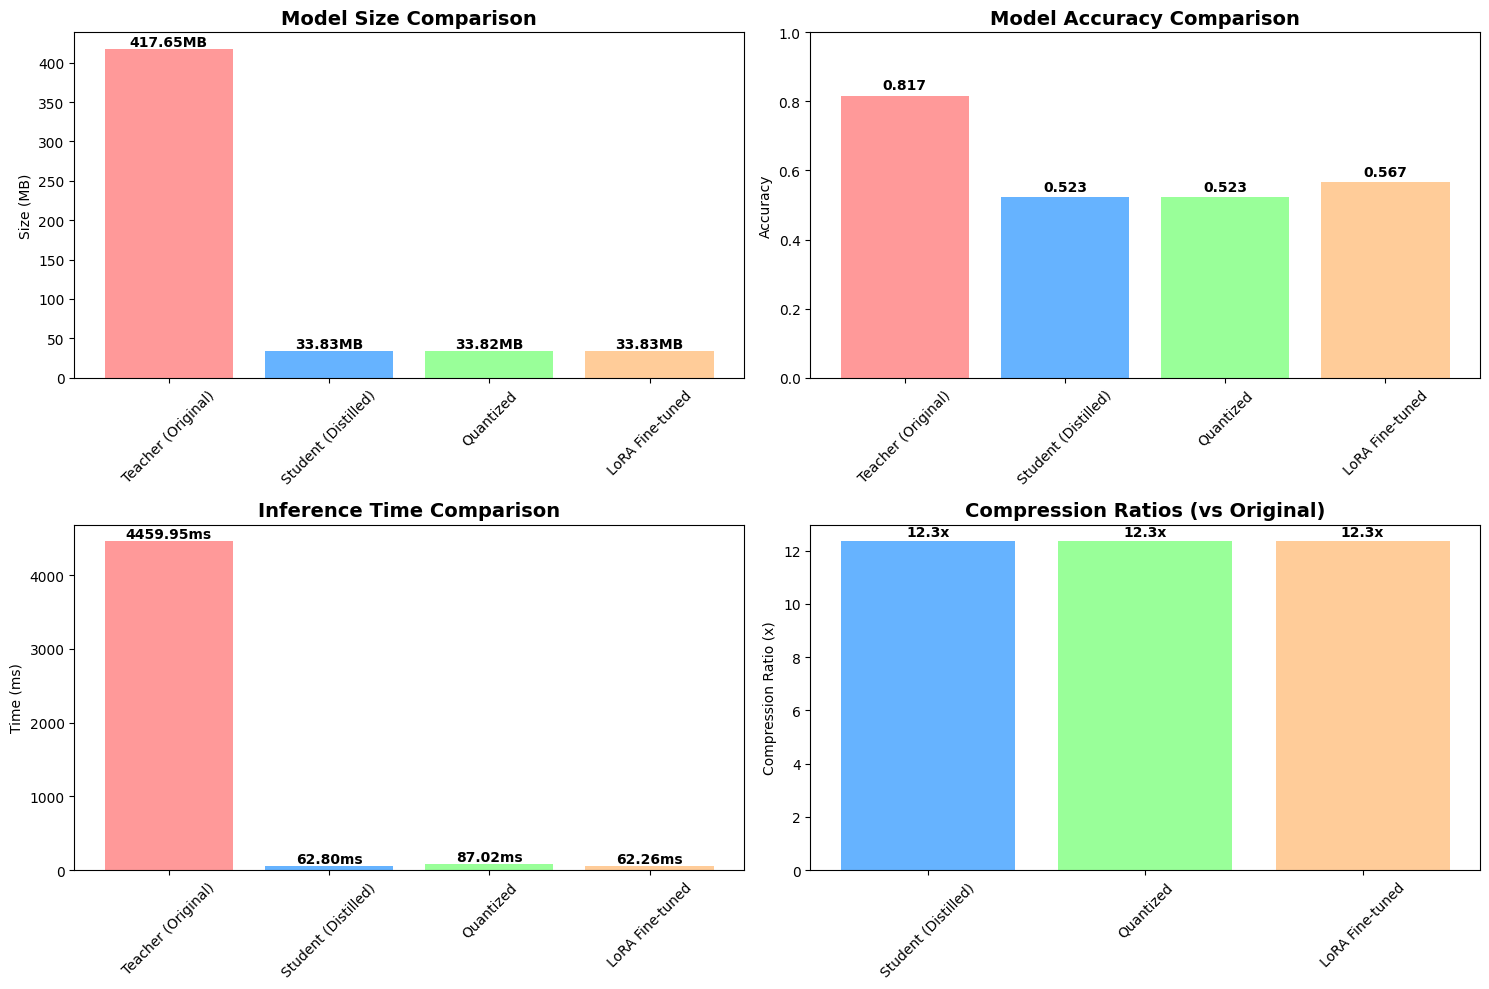 Model Size Comparison
Size (MB)
400
350
300
250
200
150
100
50
0
417.65MB
33.83MB
33.82MB
33.83MB
Teacher (Original)
Student (Distilled)
Quantized
LoRA Fine-tuned
Model Accuracy Comparison
Accuracy
1.0
0.8
0.6
0.4
0.2
0.0
0.817
0.523
0.523
0.567
Teacher (Original)
Student (Distilled)
Quantized
LoRA Fine-tuned
Inference Time Comparison
Time (ms)
4000
3000
2000
1000
0
4459.95ms
62.80ms
87.02ms
62.26ms
Teacher (Original)
Student (Distilled)
Quantized
LoRA Fine-tuned
Compression Ratios (vs Original)
Compression Ratio (x)
12
10
8
6
4
2
0
12.3x
12.3x
12.3x
Student (Distilled)
Quantized
LoRA Fine-tuned